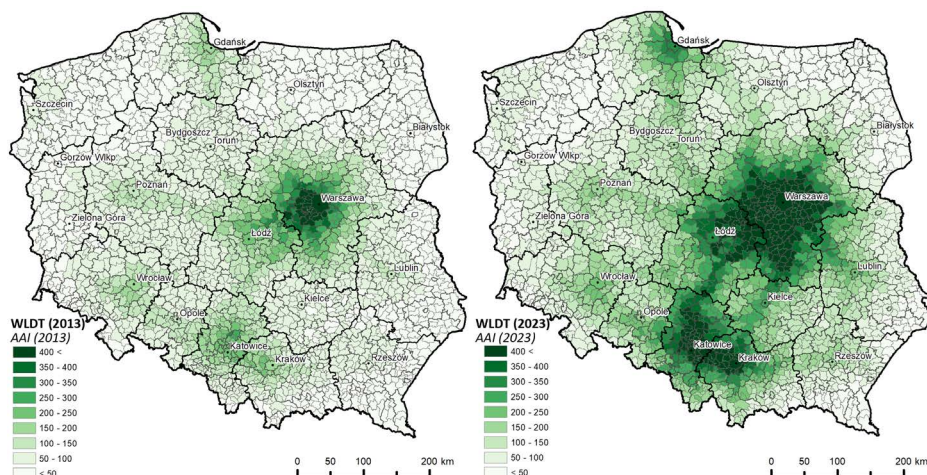 Gdańsk
Szczecin
Olsztyn
Bydgoszcz
Toruń
Białystok
Gorzów Wlkp
Poznań
Warszawa
Zielona Góra
Łódź
Wrocław
Lublin
Opole
Kielce
Katowice
Kraków
Rzeszów
WLDT (2013)
AAI (2013)
400 <
350 - 400
300 - 350
250 - 300
200 - 250
150 - 200
100 - 150
50 - 100
< 50
0 50 100 200 km
Gdańsk
Szczecin
Olsztyn
Bydgoszcz
Toruń
Białystok
Gorzów Wlkp
Poznań
Warszawa
Zielona Góra
Łódź
Wrocław
Lublin
Opole
Kielce
Katowice
Kraków
Rzeszów
WLDT (2023)
AAI (2023)
400 <
350 - 400
300 - 350
250 - 300
200 - 250
150 - 200
100 - 150
50 - 100
< 50
0 50 100 200 km